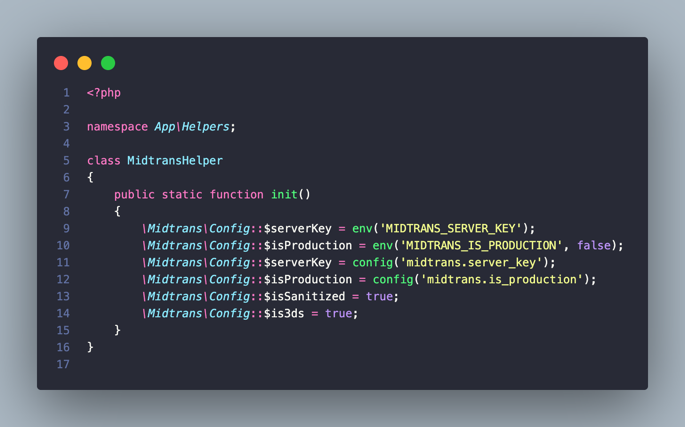 1 <?php
2
3 namespace App\Helpers;
4
5 class MidtransHelper
6 {
7     public static function init()
8     {
9         \Midtrans\Config::$serverKey = env('MIDTRANS_SERVER_KEY');
10         \Midtrans\Config::$isProduction = env('MIDTRANS_IS_PRODUCTION', false);
11         \Midtrans\Config::$serverKey = config('midtrans.server_key');
12         \Midtrans\Config::$isProduction = config('midtrans.is_production');
13         \Midtrans\Config::$isSanitized = true;
14         \Midtrans\Config::$is3ds = true;
15     }
16 }
17